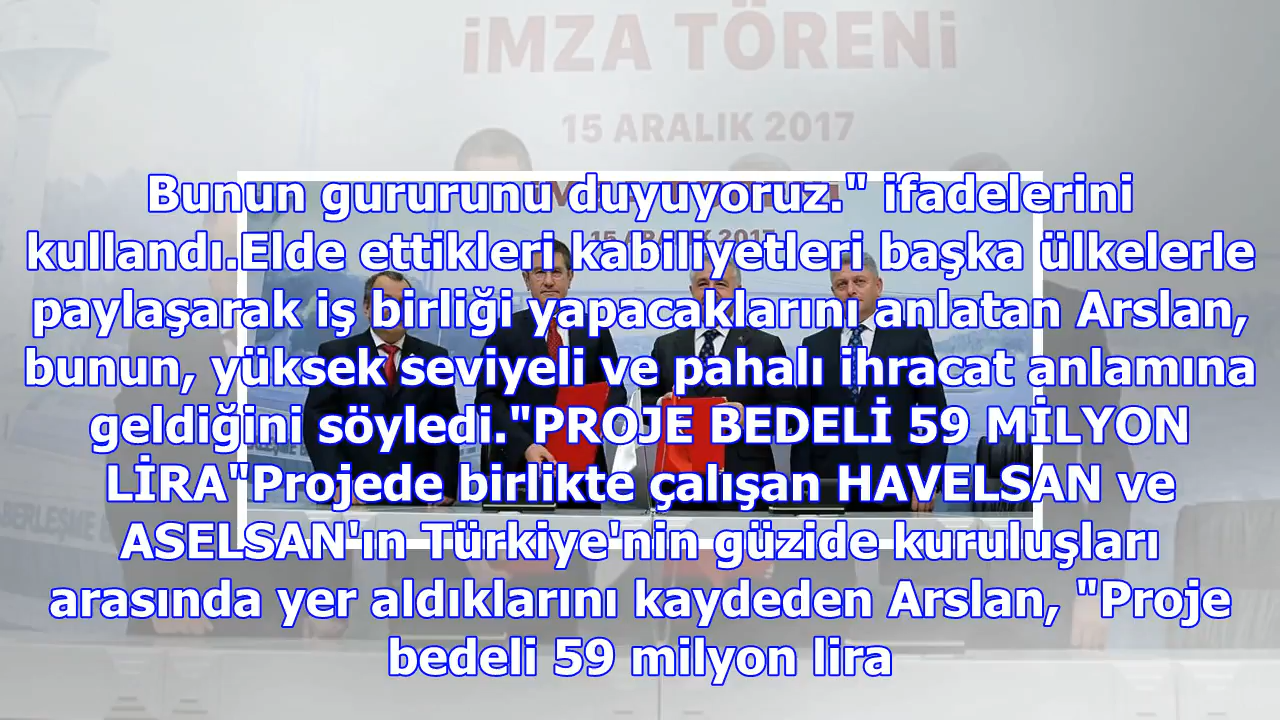 İMZA TÖRENİ
15 ARALIK 2017
Bunun gururunu duyuyoruz." ifadelerini
kullandı.Elde ettikleri kabiliyetleri başka ülkelerle
paylaşarak iş birliği yapacaklarını anlatan Arslan,
bunun, yüksek seviyeli ve pahalı ihracat anlamına
geldiğini söyledi."PROJE BEDELİ 59 MİLYON
LİRA"Projede birlikte çalışan HAVELSAN ve
ASELSAN'ın Türkiye'nin güzide kuruluşları
arasında yer aldıklarını kaydeden Arslan, "Proje
bedeli 59 milyon lira